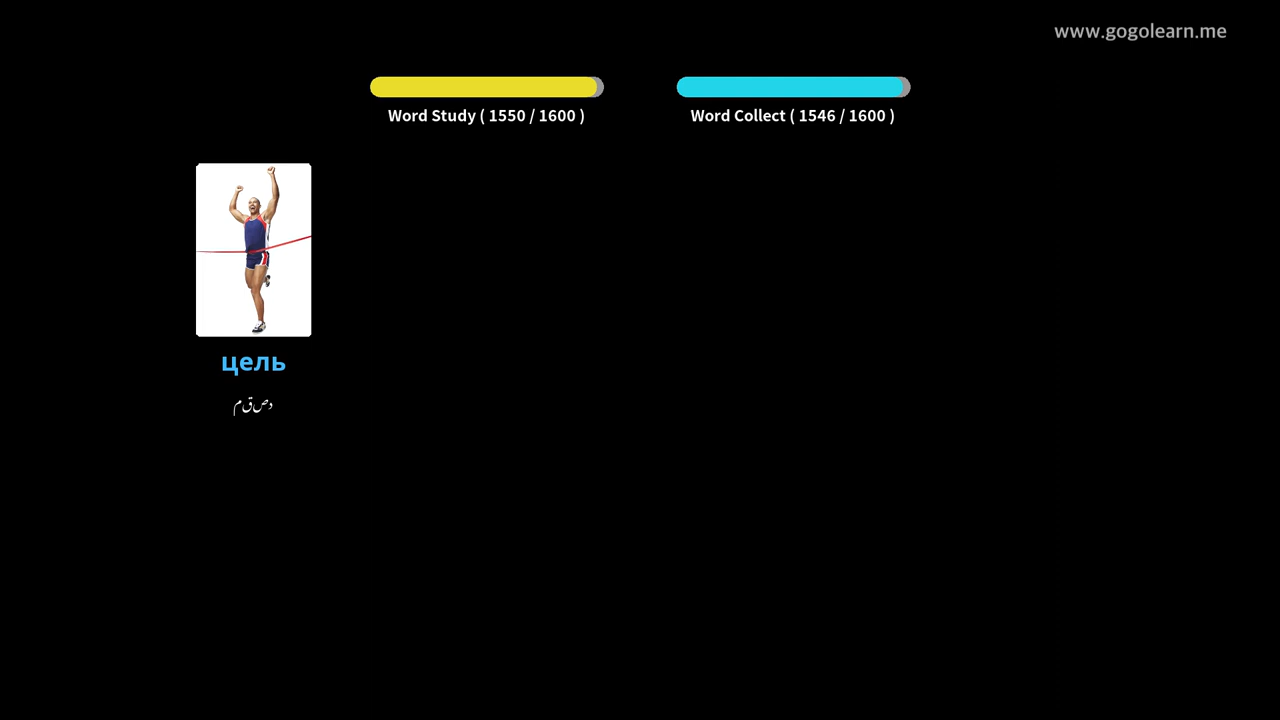 www.gogolearn.me
Word Study ( 1550 / 1600 )
Word Collect ( 1546 / 1600 )
цель
مقصد